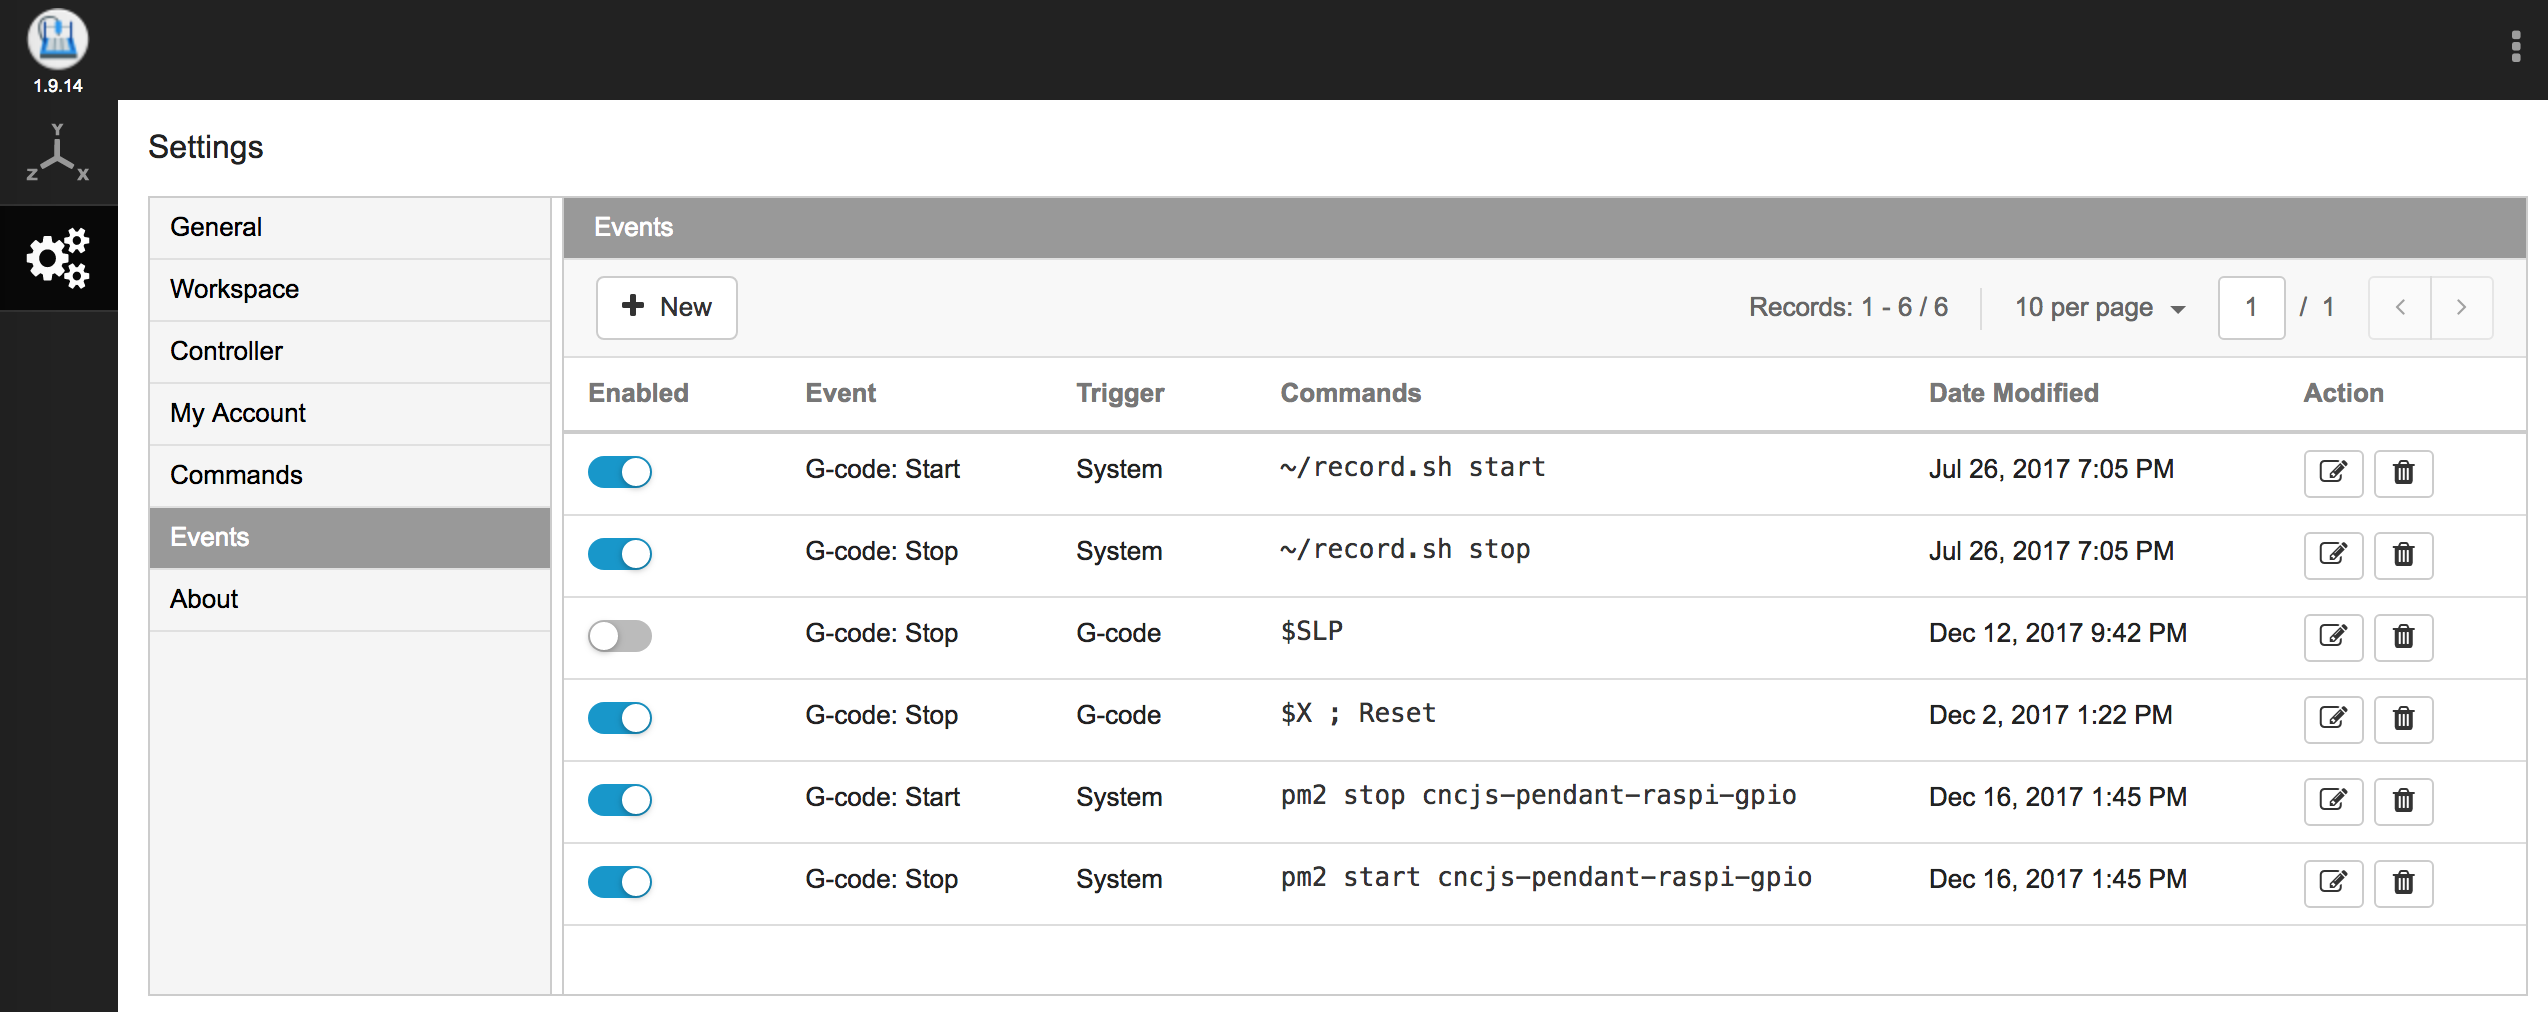 1.9.14
Y
Z X
Settings
General
Workspace
Controller
My Account
Commands
Events
About
Events
New Records: 1 - 6 / 6 10 per page 1 / 1
Enabled Event Trigger Commands Date Modified Action
G-code: Start System ~/record.sh start Jul 26, 2017 7:05 PM
G-code: Stop System ~/record.sh stop Jul 26, 2017 7:05 PM
G-code: Stop G-code $SLP Dec 12, 2017 9:42 PM
G-code: Stop G-code $X ; Reset Dec 2, 2017 1:22 PM
G-code: Start System pm2 stop cncjs-pendant-raspi-gpio Dec 16, 2017 1:45 PM
G-code: Stop System pm2 start cncjs-pendant-raspi-gpio Dec 16, 2017 1:45 PM